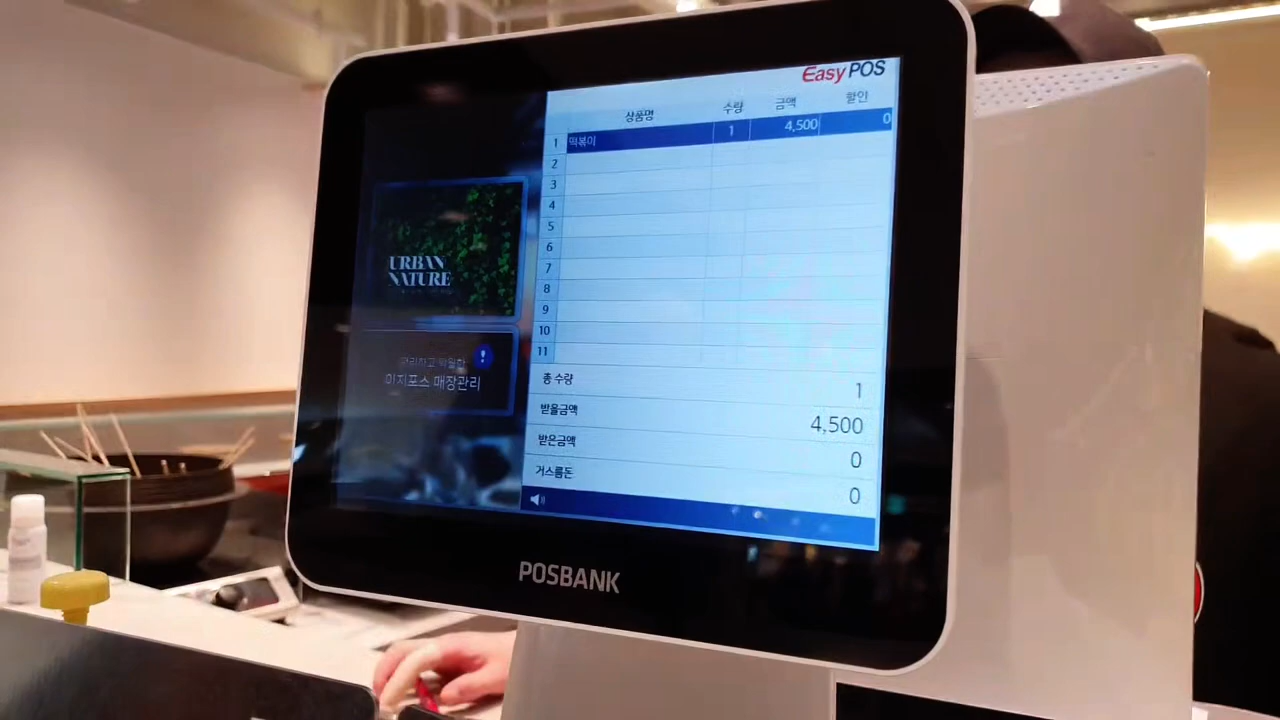 Easy POS
상품명 수량 금액 할인
1 떡볶이 1 4,500 0
2
3
4
5
6
7
8
9
10
11
총 수량 1
받을금액 4,500
받은금액 0
거스름돈 0
URBAN
NATURE
이지포스 매장관리
POSBANK